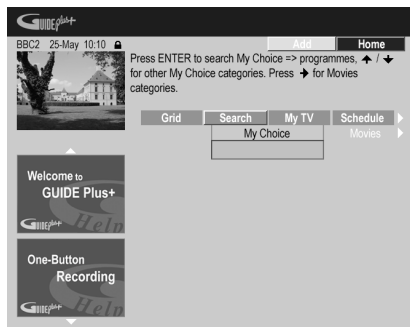 GUIDE Plus+
BBC2 25-May 10:10
Add Home
Press ENTER to search My Choice => programmes, ↑ / ↓
for other My Choice categories. Press → for Movies
categories.
Grid Search My TV Schedule
My Choice Movies
Welcome to
GUIDE Plus+
GUIDE Plus+ Help
One-Button
Recording
GUIDE Plus+ Help